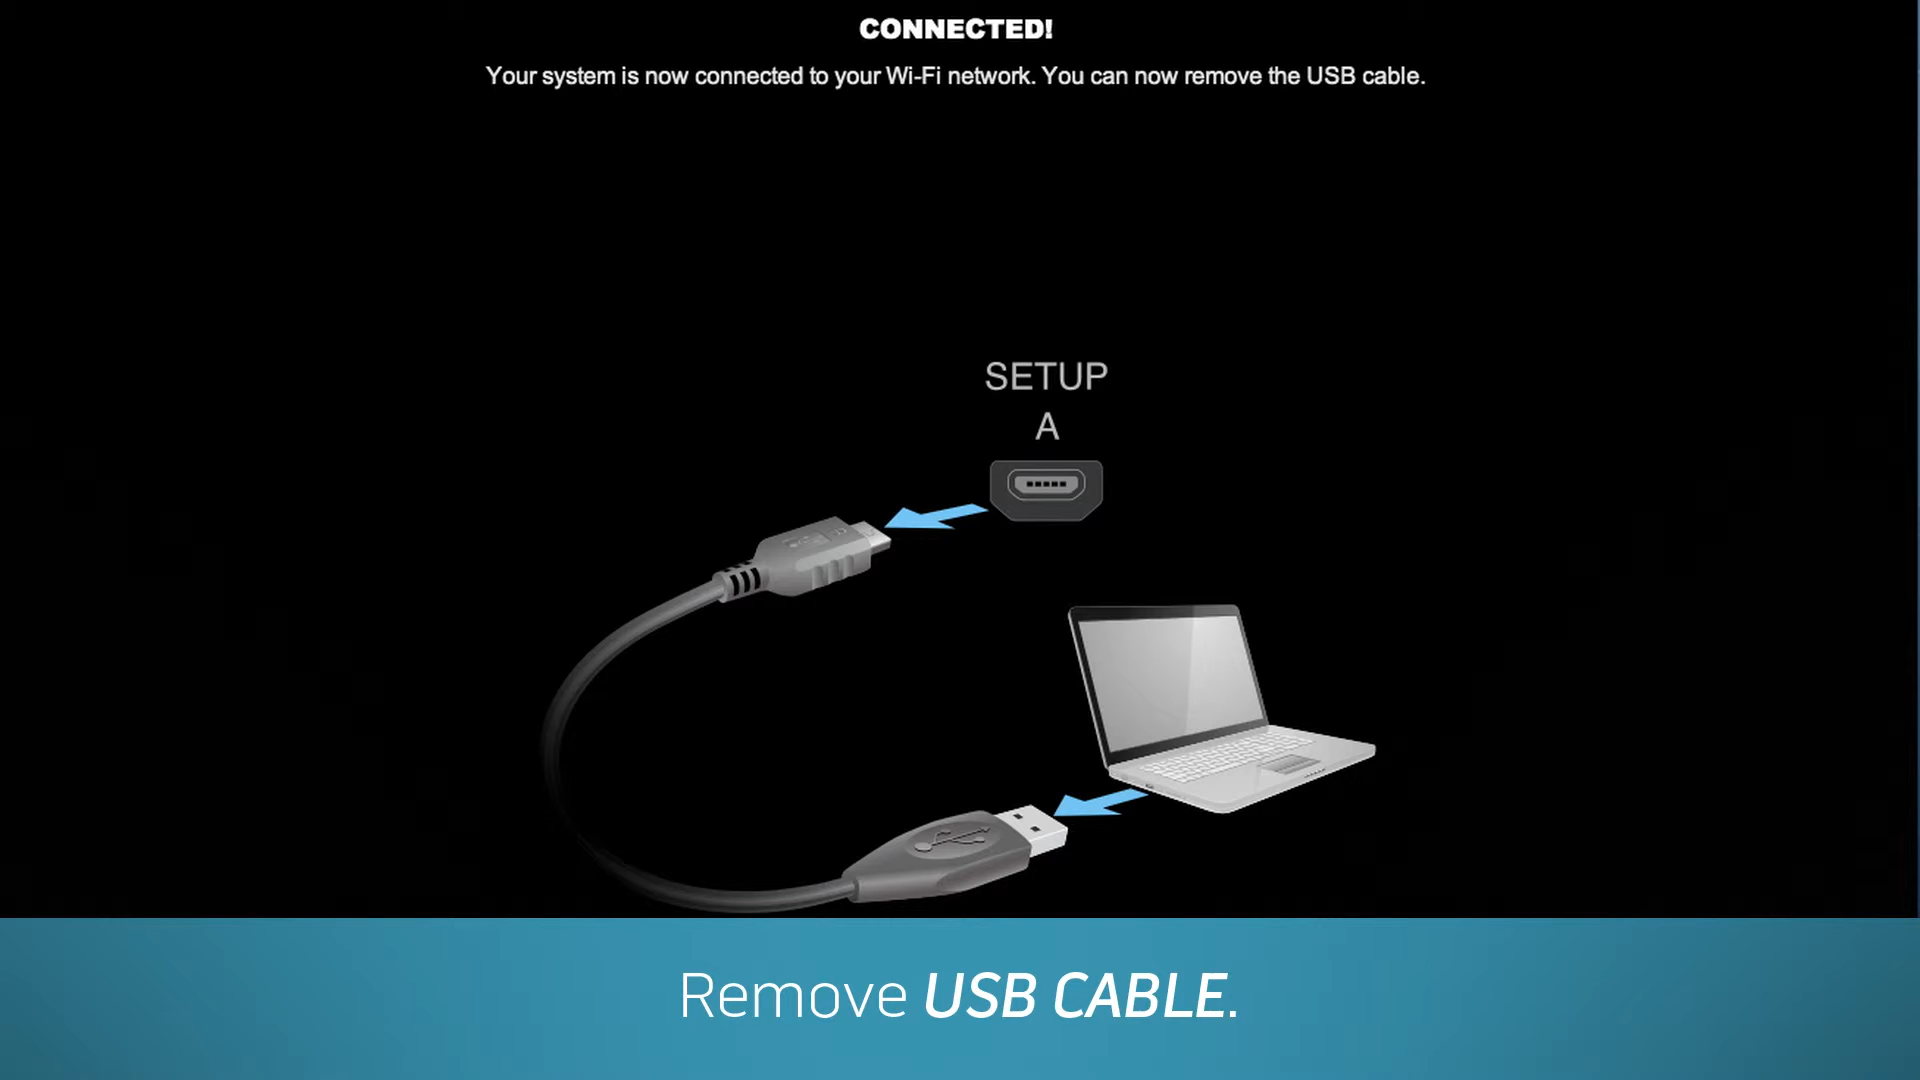 CONNECTED!
Your system is now connected to your Wi-Fi network. You can now remove the USB cable.
SETUP
A
Remove USB CABLE.